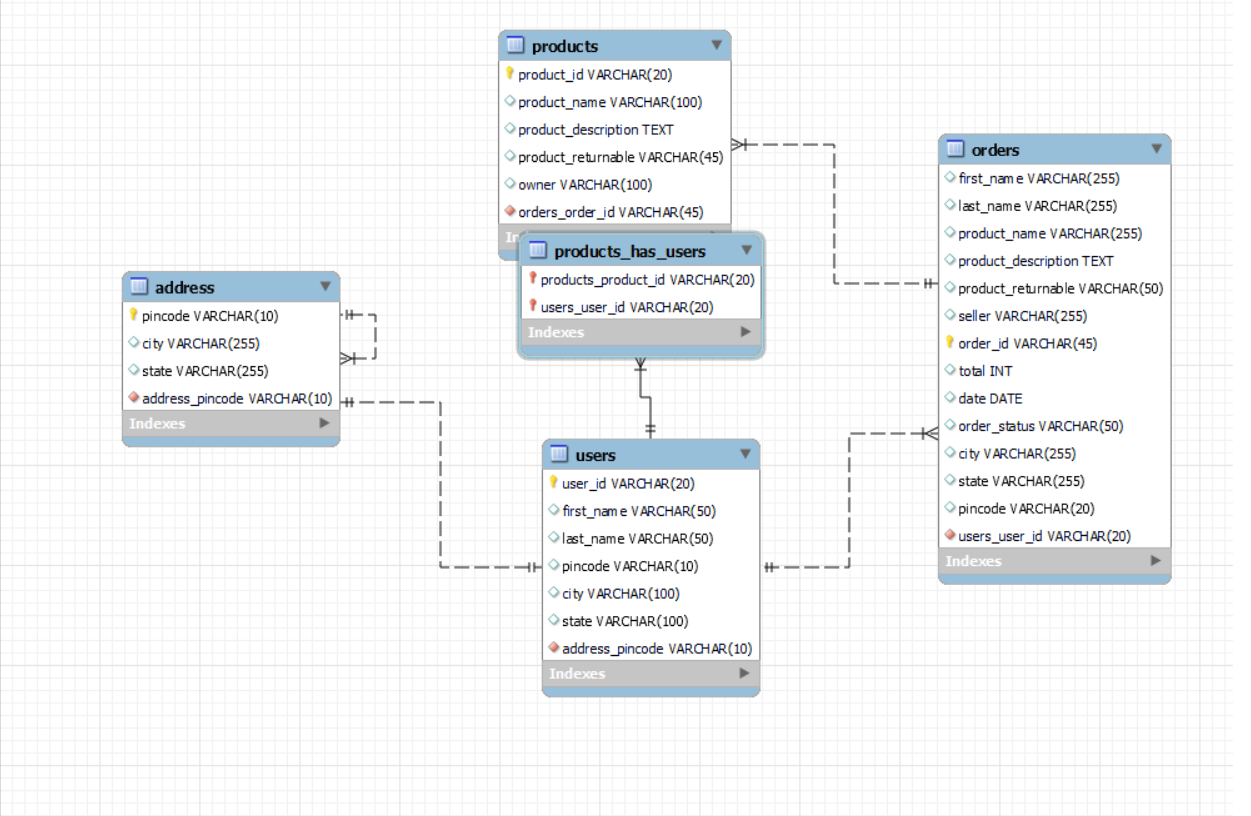 products
product_id VARCHAR(20)
product_name VARCHAR(100)
product_description TEXT
product_returnable VARCHAR(45)
owner VARCHAR(100)
orders_order_id VARCHAR(45)
products_has_users
products_product_id VARCHAR(20)
users_user_id VARCHAR(20)
Indexes
address
pincode VARCHAR(10)
city VARCHAR(255)
state VARCHAR(255)
address_pincode VARCHAR(10)
Indexes
users
user_id VARCHAR(20)
first_name VARCHAR(50)
last_name VARCHAR(50)
pincode VARCHAR(10)
city VARCHAR(100)
state VARCHAR(100)
address_pincode VARCHAR(10)
Indexes
orders
first_name VARCHAR(255)
last_name VARCHAR(255)
product_name VARCHAR(255)
product_description TEXT
product_returnable VARCHAR(50)
seller VARCHAR(255)
order_id VARCHAR(45)
total INT
date DATE
order_status VARCHAR(50)
city VARCHAR(255)
state VARCHAR(255)
pincode VARCHAR(20)
users_user_id VARCHAR(20)
Indexes